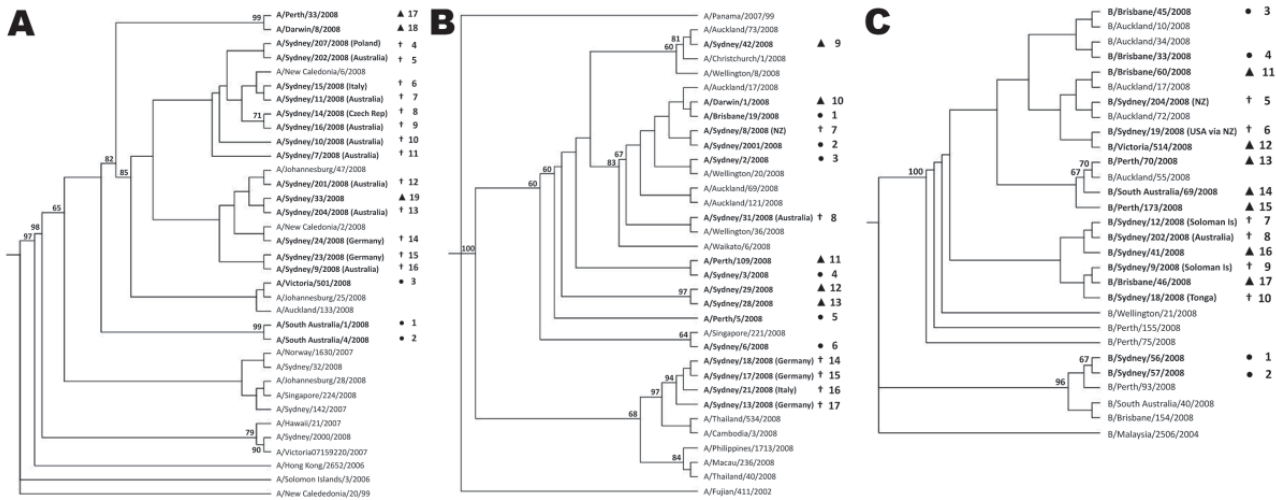 A
99
A/Perth/33/2008 ▲ 17
A/Darwin/8/2008 ▲ 18
A/Sydney/207/2008 (Poland) † 4
A/Sydney/202/2008 (Australia) † 5
A/New Caledonia/6/2008
A/Sydney/15/2008 (Italy) † 6
A/Sydney/11/2008 (Australia) † 7
71
A/Sydney/14/2008 (Czech Rep) † 8
A/Sydney/16/2008 (Australia) † 9
A/Sydney/10/2008 (Australia) † 10
A/Sydney/7/2008 (Australia) † 11
82
85
A/Johannesburg/47/2008
A/Sydney/201/2008 (Australia) † 12
65
A/Sydney/33/2008 ▲ 19
A/Sydney/204/2008 (Australia) † 13
98
97
A/New Caledonia/2/2008
A/Sydney/24/2008 (Germany) † 14
A/Sydney/23/2008 (Germany) † 15
A/Sydney/9/2008 (Australia) † 16
A/Victoria/501/2008 ● 3
A/Johannesburg/25/2008
A/Auckland/133/2008
99
A/South Australia/1/2008 ● 1
A/South Australia/4/2008 ● 2
A/Norway/1630/2007
A/Sydney/32/2008
A/Johannesburg/28/2008
A/Singapore/224/2008
A/Sydney/142/2007
A/Hawaii/21/2007
79
A/Sydney/2000/2008
90
A/Victoria07159220/2007
A/Hong Kong/2652/2006
A/Solomon Islands/3/2006
A/New Calededonia/20/99
B
A/Panama/2007/99
A/Auckland/73/2008
81
60
A/Sydney/42/2008 ▲ 9
A/Christchurch/1/2008
A/Wellington/8/2008
A/Auckland/17/2008
A/Darwin/1/2008 ▲ 10
A/Brisbane/19/2008 ● 1
A/Sydney/8/2008 (NZ) † 7
A/Sydney/2001/2008 ● 2
67
83
A/Sydney/2/2008 ● 3
60
A/Wellington/20/2008
60
A/Auckland/69/2008
A/Auckland/121/2008
A/Sydney/31/2008 (Australia) † 8
A/Wellington/36/2008
100
A/Waikato/6/2008
A/Perth/109/2008 ▲ 11
A/Sydney/3/2008 ● 4
97
A/Sydney/29/2008 ▲ 12
A/Sydney/28/2008 ▲ 13
A/Perth/5/2008 ● 5
64
A/Singapore/221/2008
A/Sydney/6/2008 ● 6
A/Sydney/18/2008 (Germany) † 14
94
A/Sydney/17/2008 (Germany) † 15
97
A/Sydney/21/2008 (Italy) † 16
A/Sydney/13/2008 (Germany) † 17
68
A/Thailand/534/2008
A/Cambodia/3/2008
A/Philippines/1713/2008
84
A/Macau/236/2008
A/Thailand/40/2008
A/Fujian/411/2002
C
B/Brisbane/45/2008 ● 3
B/Auckland/10/2008
B/Auckland/34/2008
B/Brisbane/33/2008 ● 4
B/Brisbane/60/2008 ▲ 11
B/Auckland/17/2008
B/Sydney/204/2008 (NZ) † 5
B/Auckland/72/2008
B/Sydney/19/2008 (USA via NZ) † 6
B/Victoria/514/2008 ▲ 12
70
B/Perth/70/2008 ▲ 13
67
100
B/Auckland/55/2008
B/South Australia/69/2008 ▲ 14
B/Perth/173/2008 ▲ 15
B/Sydney/12/2008 (Soloman Is) † 7
B/Sydney/202/2008 (Australia) † 8
B/Sydney/41/2008 ▲ 16
B/Sydney/9/2008 (Soloman Is) † 9
B/Brisbane/46/2008 ▲ 17
B/Sydney/18/2008 (Tonga) † 10
B/Wellington/21/2008
B/Perth/155/2008
B/Perth/75/2008
67
B/Sydney/56/2008 ● 1
B/Sydney/57/2008 ● 2
96
B/Perth/93/2008
B/South Australia/40/2008
B/Brisbane/154/2008
B/Malaysia/2506/2004